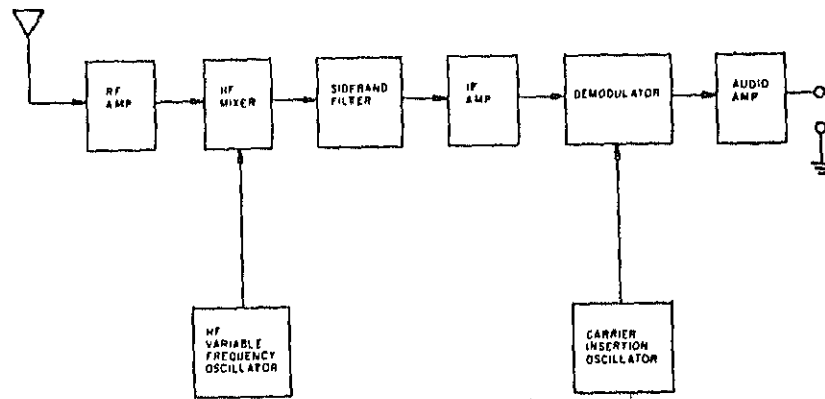 RF
AMP
HF
MIXER
SIDEBAND
FILTER
IF
AMP
DEMODULATOR
AUDIO
AMP
HF
VARIABLE
FREQUENCY
OSCILLATOR
CARRIER
INSERTION
OSCILLATOR